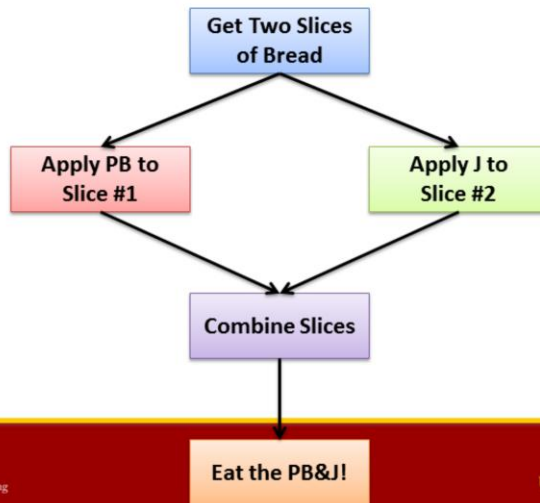 Get Two Slices
of Bread
Apply PB to
Slice #1
Apply J to
Slice #2
Combine Slices
Eat the PB&J!